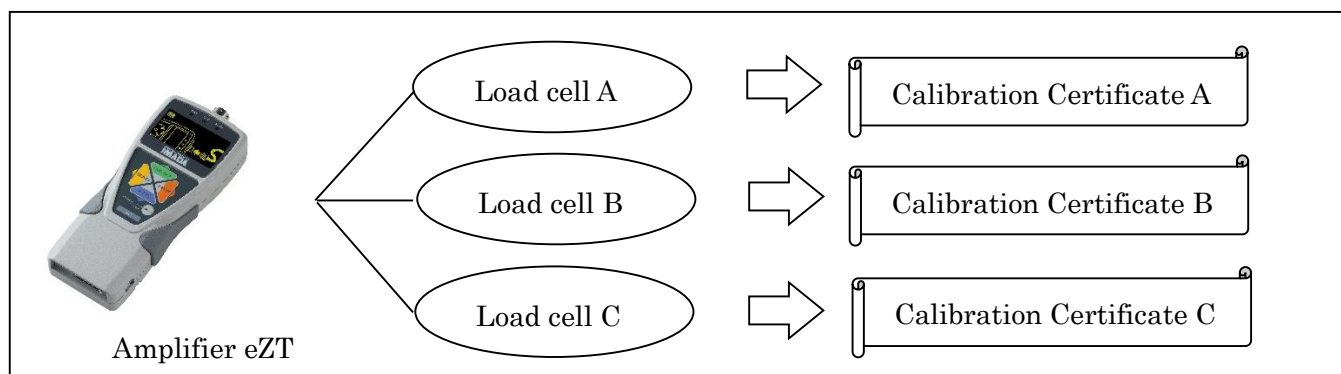 Load cell A
Calibration Certificate A
Load cell B
Calibration Certificate B
Load cell C
Calibration Certificate C
Amplifier eZT